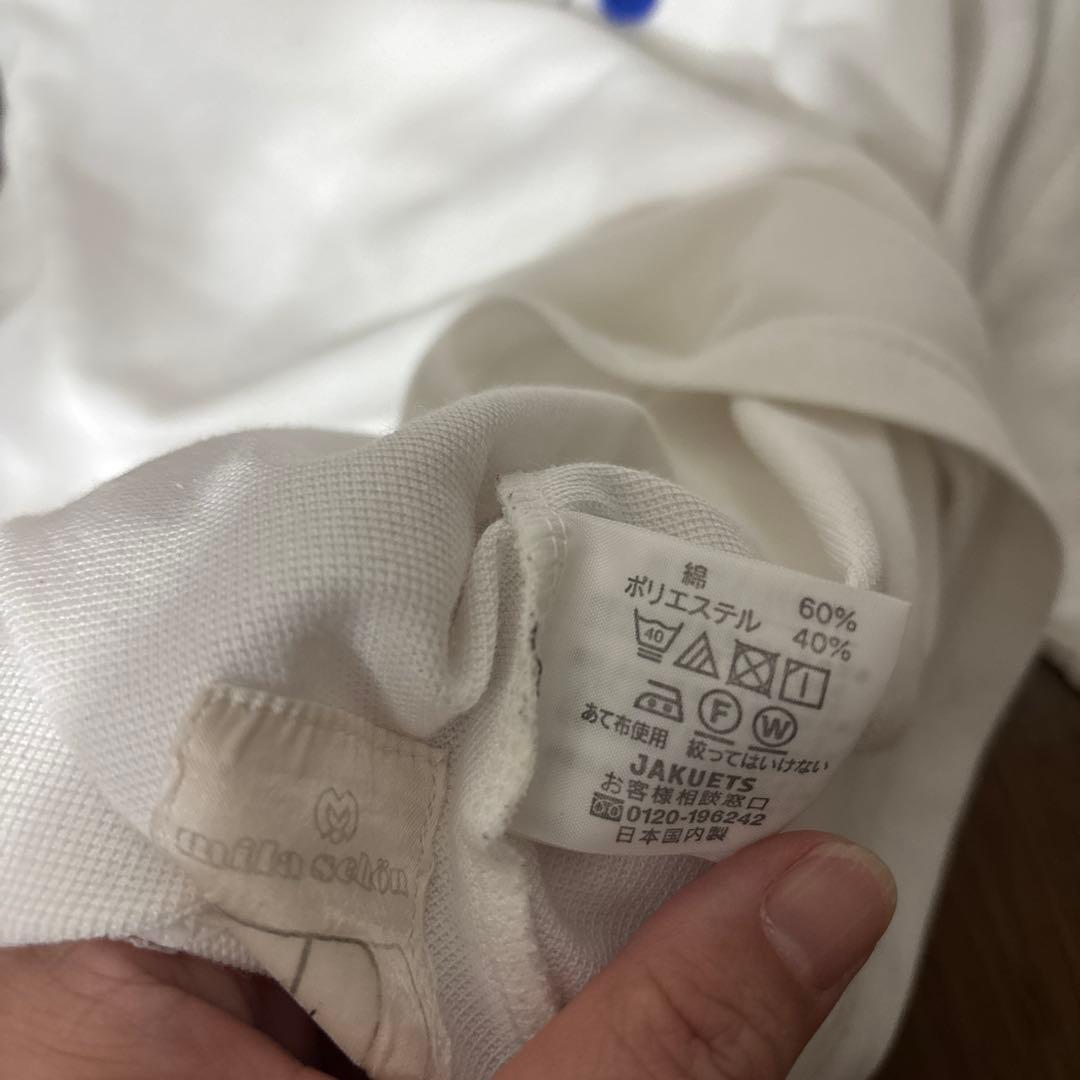 綿 60%
ポリエステル 40%
40
F W
あて布使用 絞ってはいけない
JAKUETS
お客様相談窓口
0120-196242
日本国内製
mila schön